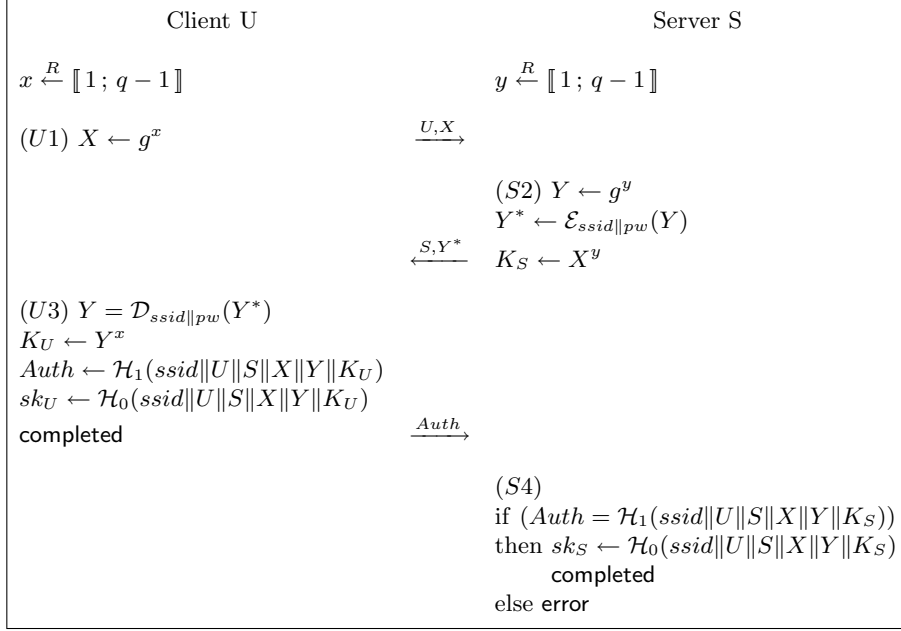 Client U
Server S
x ←R ⟦1; q − 1⟧
y ←R ⟦1; q − 1⟧
(U1) X ← g^x
U,X →
(S2) Y ← g^y
Y* ← ℰ_{ssid‖pw}(Y)
← S,Y*
K_S ← X^y
(U3) Y = 𝒟_{ssid‖pw}(Y*)
K_U ← Y^x
Auth ← ℋ_1(ssid‖U‖S‖X‖Y‖K_U)
sk_U ← ℋ_0(ssid‖U‖S‖X‖Y‖K_U)
completed
Auth →
(S4)
if (Auth = ℋ_1(ssid‖U‖S‖X‖Y‖K_S))
then sk_S ← ℋ_0(ssid‖U‖S‖X‖Y‖K_S)
completed
else error